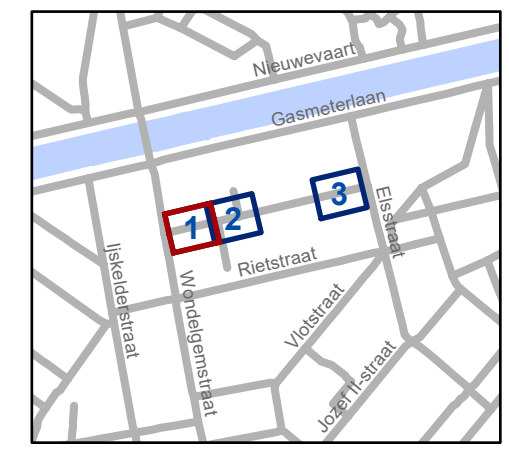 Nieuwevaart
Gasmeterlaan
1
2
3
Elsstraat
Rietstraat
Ijskelderstraat
Wondelgemstraat
Vlotstraat
Jozef II-straat